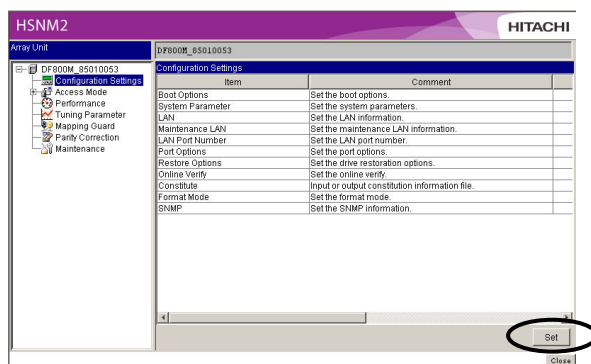 HSNM2
HITACHI
Array Unit
DF800M_85010053
DF800M_85010053
Configuration Settings
Access Mode
Performance
Tuning Parameter
Mapping Guard
Parity Correction
Maintenance
Configuration Settings
Item Comment
Boot Options Set the boot options.
System Parameter Set the system parameters.
LAN Set the LAN information.
Maintenance LAN Set the maintenance LAN information.
LAN Port Number Set the LAN port number.
Port Options Set the port options.
Restore Options Set the drive restoration options.
Online Verify Set the online verify.
Constitute Input or output constitution information file.
Format Mode Set the format mode.
SNMP Set the SNMP information.
Set
Close